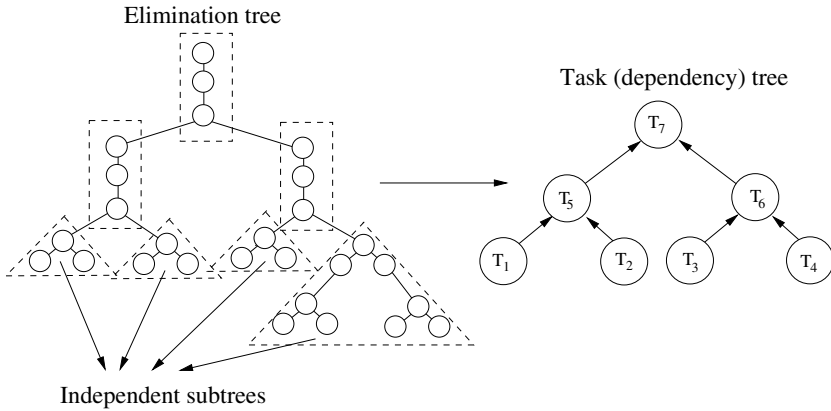 Elimination tree
Task (dependency) tree
T7
T5
T6
T1
T2
T3
T4
Independent subtrees